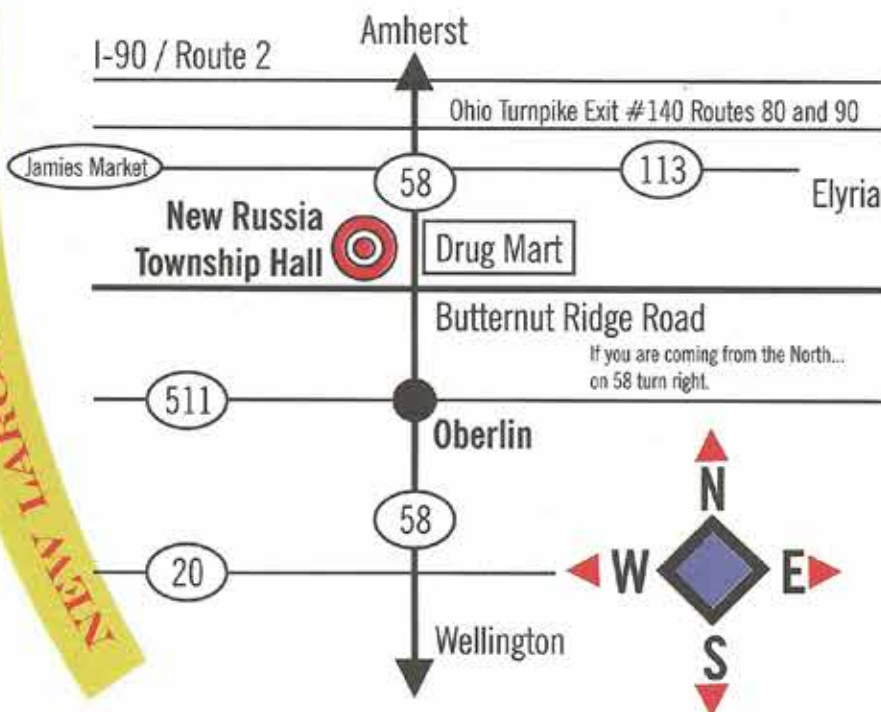 Amherst
I-90 / Route 2
Ohio Turnpike Exit #140 Routes 80 and 90
Jamies Market
58
113
Elyria
New Russia
Township Hall
Drug Mart
Butternut Ridge Road
If you are coming from the North...
on 58 turn right.
511
Oberlin
58
20
N
W
E
S
Wellington
NEW